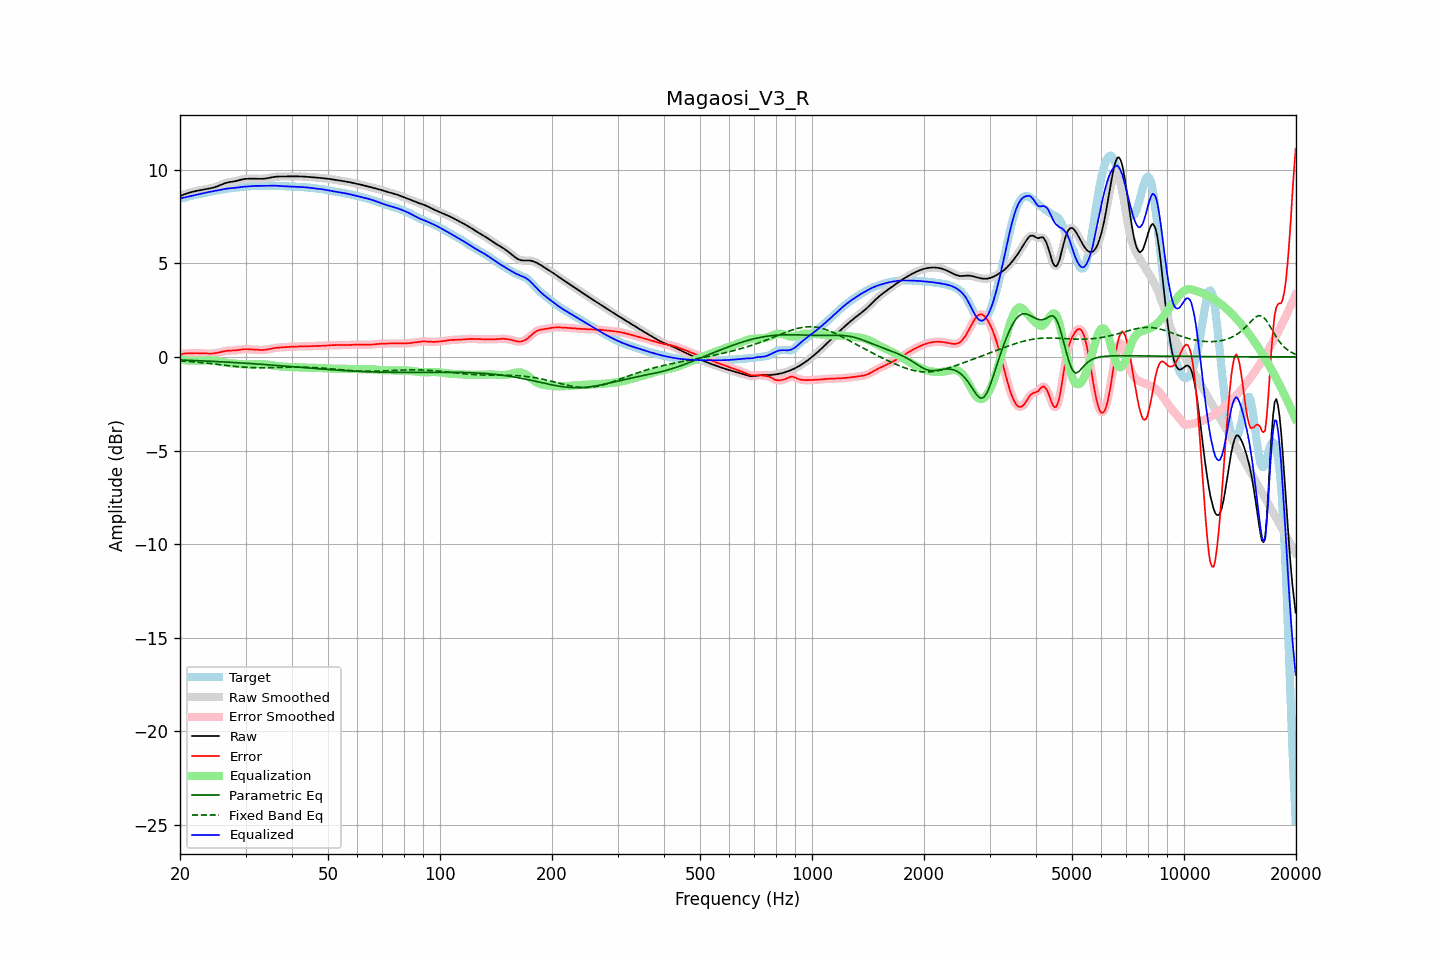 Magaosi_V3_R
Amplitude (dBr)
10
5
0
−5
−10
−15
−20
−25
Target
Raw Smoothed
Error Smoothed
Raw
Error
Equalization
Parametric Eq
Fixed Band Eq
Equalized
20 50 100 200 500 1000 2000 5000 10000 20000
Frequency (Hz)